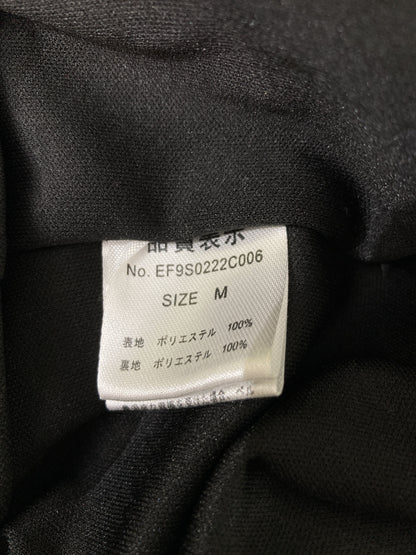 品質表示
No. EF9S0222C006
SIZE M
表地 ポリエステル 100%
裏地 ポリエステル 100%